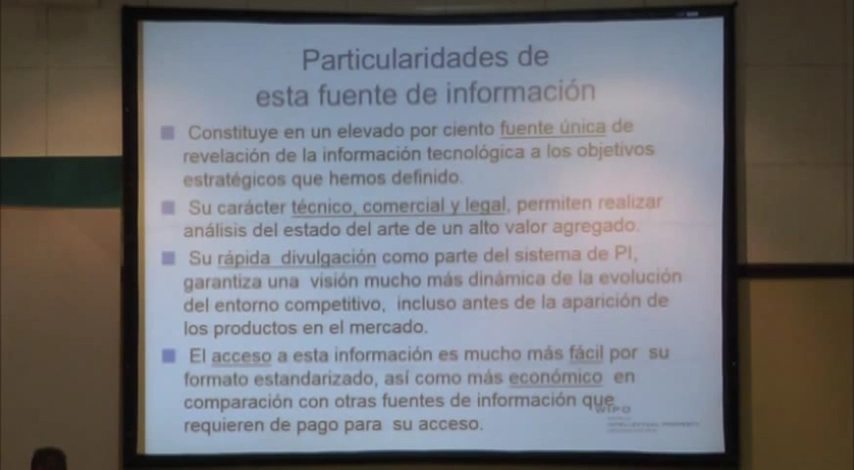 Particularidades de
esta fuente de información
Constituye en un elevado por ciento fuente única de
revelación de la información tecnológica a los objetivos
estratégicos que hemos definido.
Su carácter técnico, comercial y legal, permiten realizar
análisis del estado del arte de un alto valor agregado.
Su rápida divulgación como parte del sistema de PI,
garantiza una visión mucho más dinámica de la evolución
del entorno competitivo, incluso antes de la aparición de
los productos en el mercado.
El acceso a esta información es mucho más fácil por su
formato estandarizado, así como más económico en
comparación con otras fuentes de información que
requieren de pago para su acceso.
WIPO
INTELLECTUAL PROPERTY